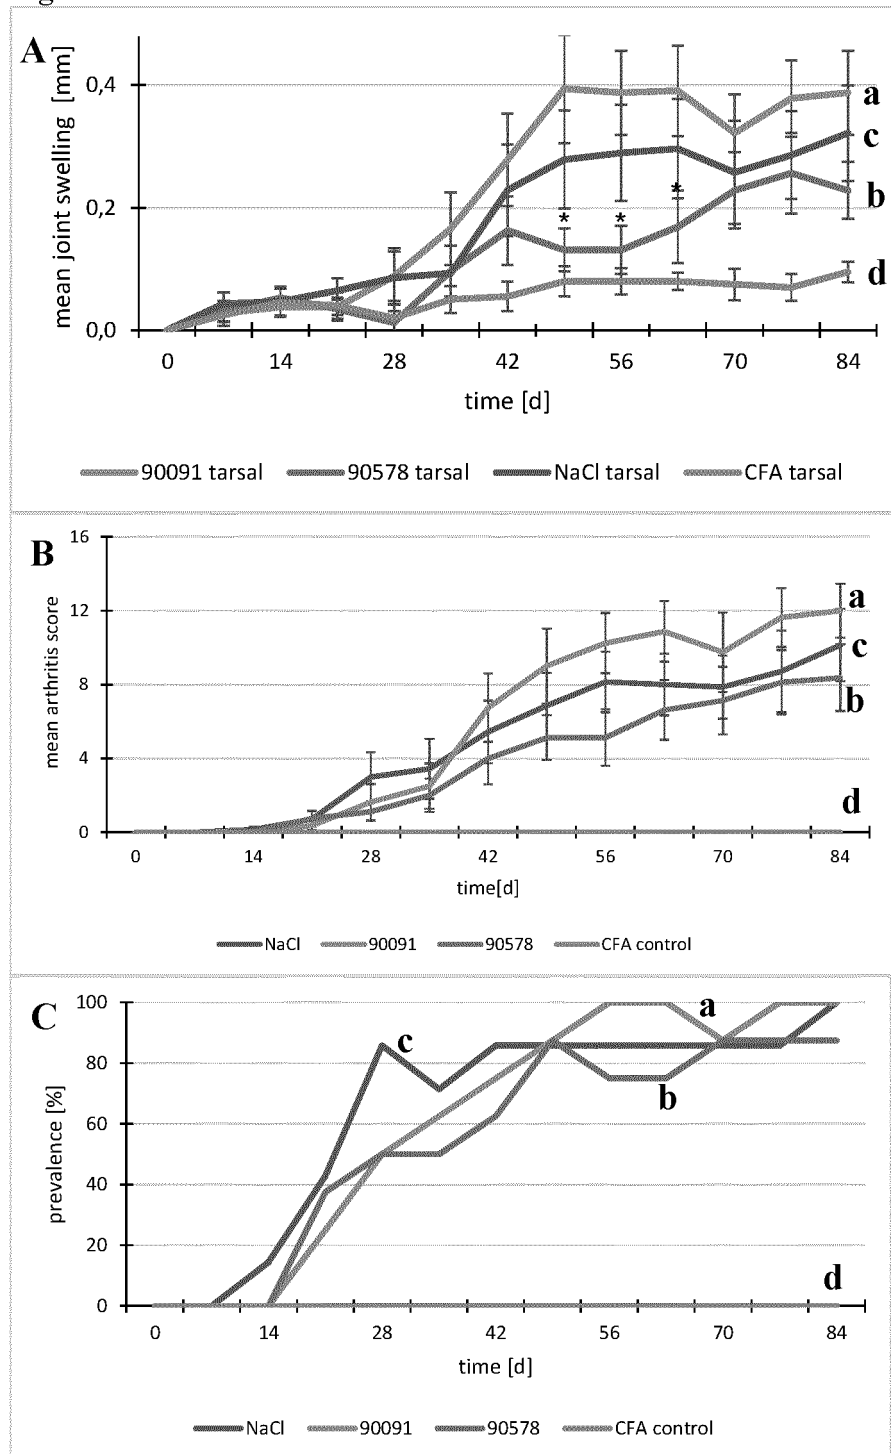 A
mean joint swelling [mm]
0,4
0,2
0,0
a
c
b
d
*
*
*
0 14 28 42 56 70 84
time [d]
90091 tarsal 90578 tarsal NaCl tarsal CFA tarsal
B
mean arthritis score
16
12
8
4
0
a
c
b
d
0 14 28 42 56 70 84
time[d]
NaCl 90091 90578 CFA control
C
prevalence [%]
100
80
60
40
20
0
a
c
b
d
0 14 28 42 56 70 84
time [d]
NaCl 90091 90578 CFA control